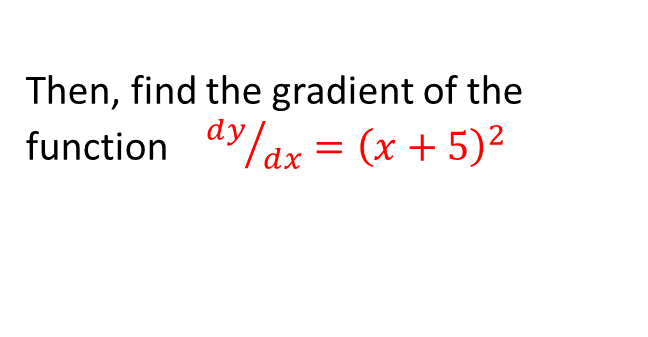 Then, find the gradient of the
function dy/dx = (x + 5)²